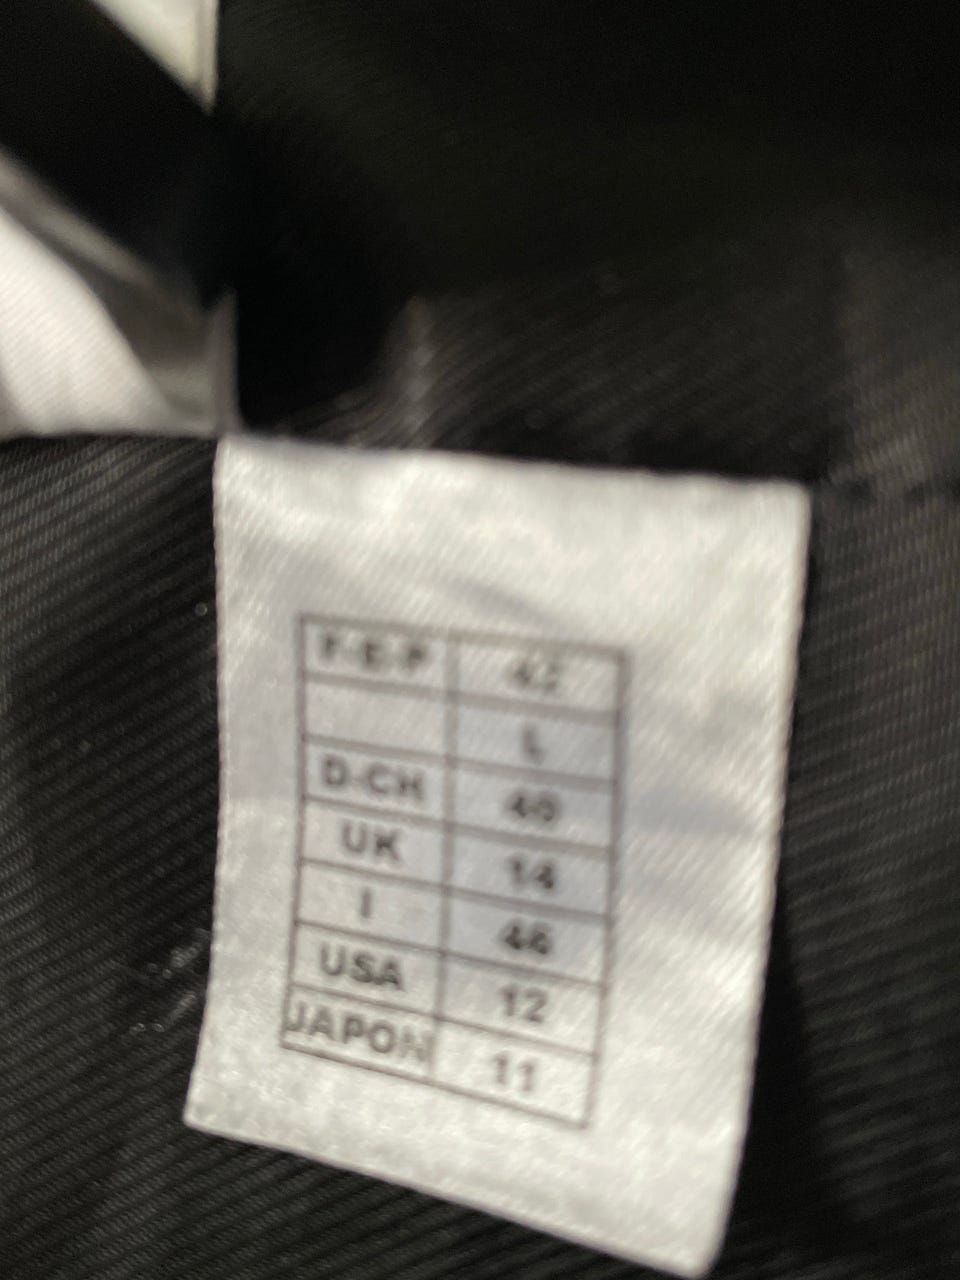 F-E-P 42
L
D-CH 40
UK 14
I 46
USA 12
JAPON 11